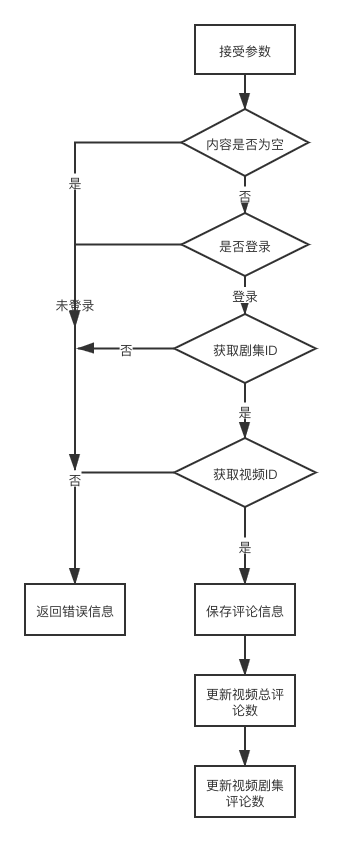 接受参数
内容是否为空
是
否
是否登录
登录
未登录
获取剧集ID
否
是
获取视频ID
否
是
返回错误信息
保存评论信息
更新视频总评
论数
更新视频剧集
评论数